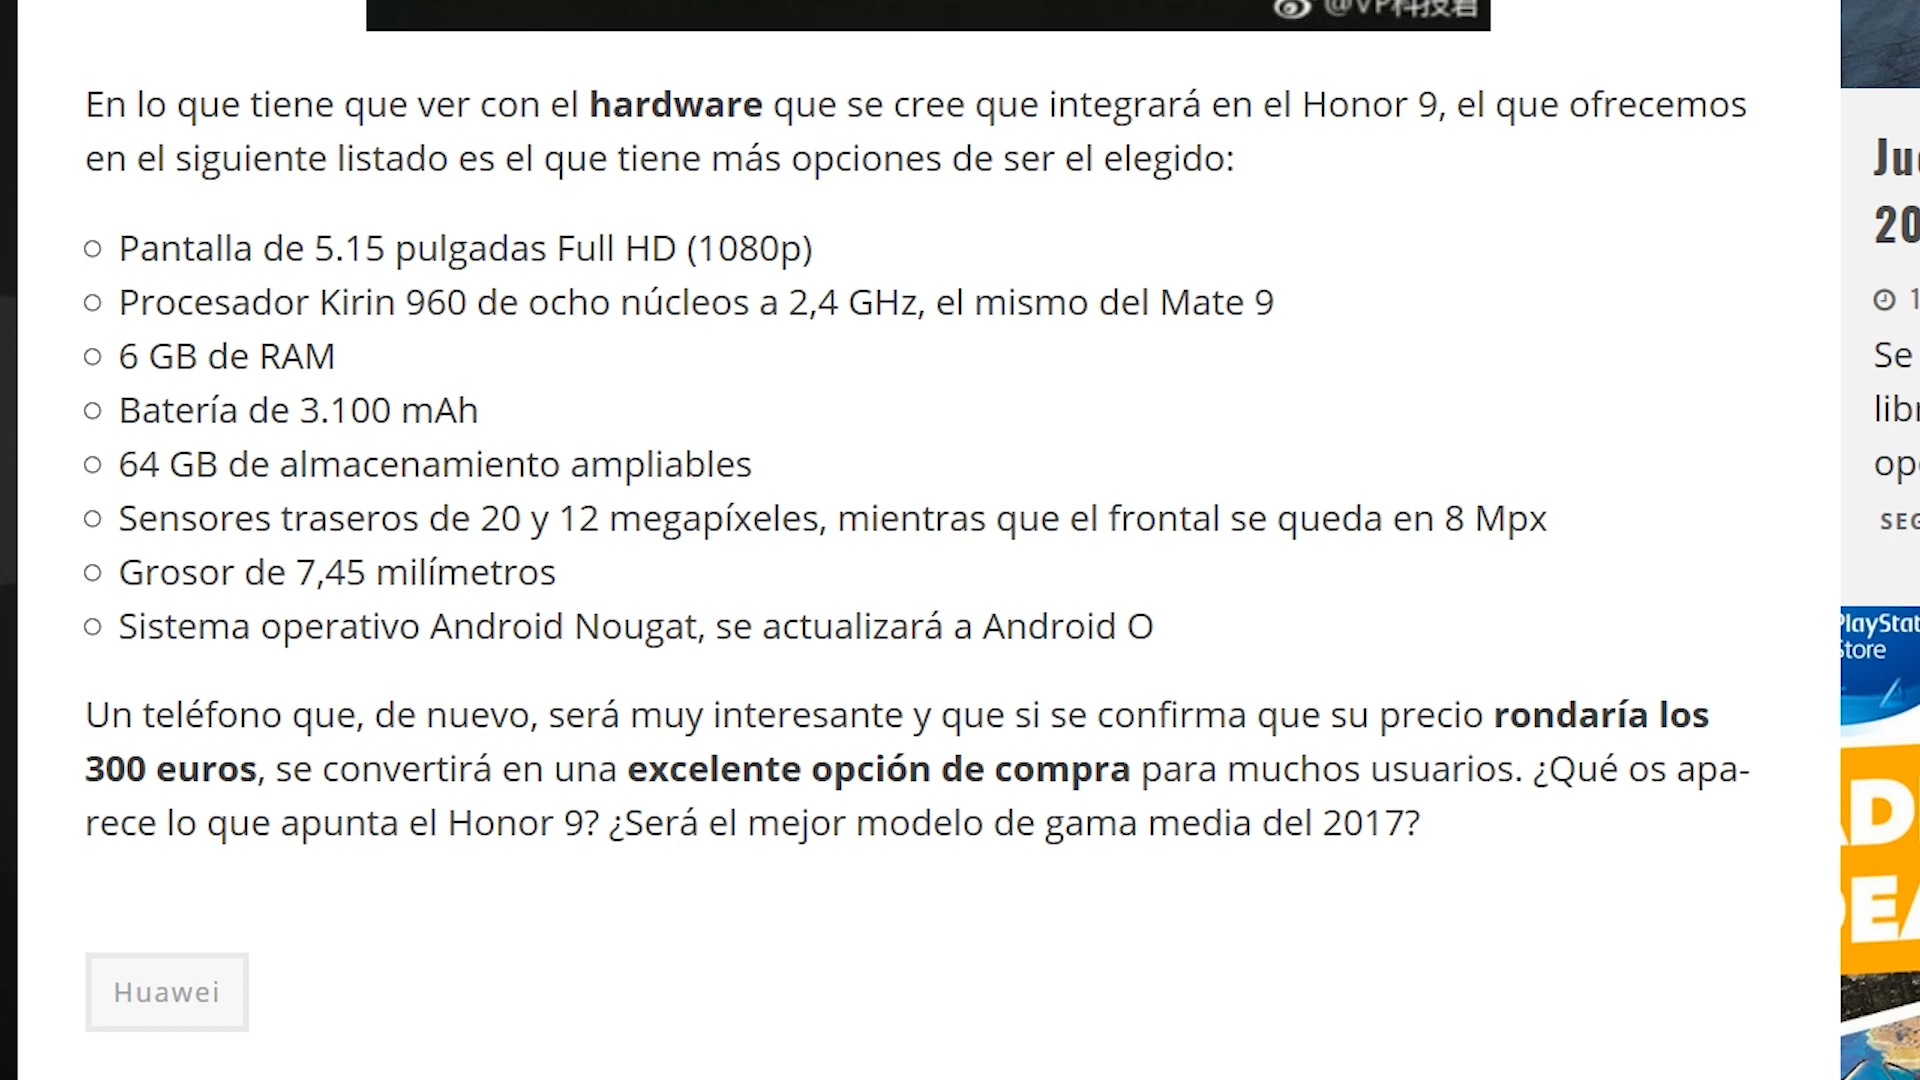 @VP科技君
En lo que tiene que ver con el hardware que se cree que integrará en el Honor 9, el que ofrecemos
en el siguiente listado es el que tiene más opciones de ser el elegido:
Pantalla de 5.15 pulgadas Full HD (1080p)
Procesador Kirin 960 de ocho núcleos a 2,4 GHz, el mismo del Mate 9
6 GB de RAM
Batería de 3.100 mAh
64 GB de almacenamiento ampliables
Sensores traseros de 20 y 12 megapíxeles, mientras que el frontal se queda en 8 Mpx
Grosor de 7,45 milímetros
Sistema operativo Android Nougat, se actualizará a Android O
Un teléfono que, de nuevo, será muy interesante y que si se confirma que su precio rondaría los
300 euros, se convertirá en una excelente opción de compra para muchos usuarios. ¿Qué os apa-
rece lo que apunta el Honor 9? ¿Será el mejor modelo de gama media del 2017?
Huawei
Se
Store